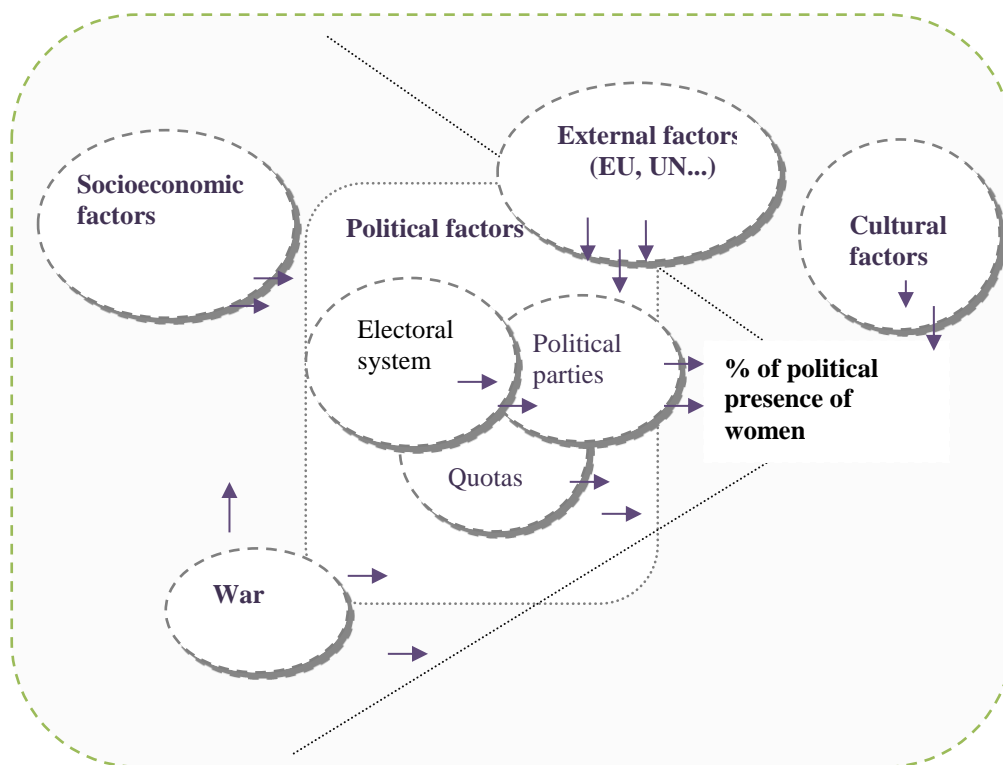 External factors
(EU, UN...)
Socioeconomic
factors
Political factors
Cultural
factors
Electoral
system
Political
parties
% of political
presence of
women
Quotas
War